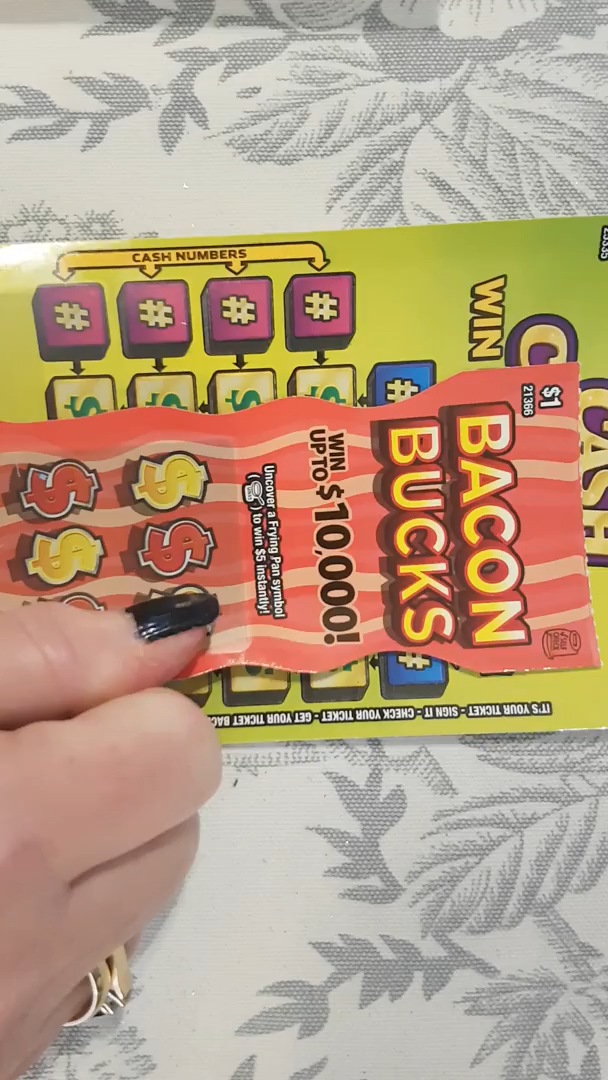 $1
21366
BACON
BUCKS
WIN
UP TO $10,000!
Uncover a Frying Pan symbol
( ) to win $5 instantly!
$ $
$ $
CASH NUMBERS
# # # #
$ $ $ $
#
#
WIN
CASH
IT'S YOUR TICKET - SIGN IT - CHECK YOUR TICKET - GET YOUR TICKET BAC